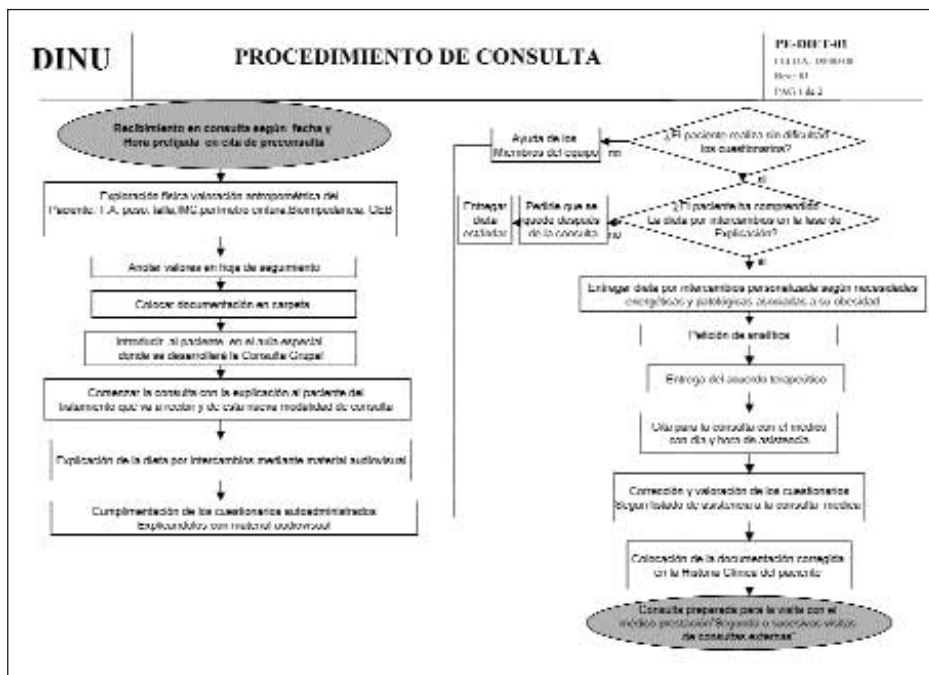 DINU
PROCEDIMIENTO DE CONSULTA
PE-DIET-01
PAG 1 de 2
Recibimiento en consulta según fecha y
Hora prefijada en cita de preconsulta
Exploración física valoración antropométrica del
Paciente: T.A, peso, talla, IMC, perímetro cintura, Bioimpedancia,
Anotar valores en hoja de seguimiento
Colocar documentación en carpeta
Introducir al paciente en el aula especial
donde se desarrollará la Consulta Grupal
Comenzar la consulta con la explicación al paciente del
tratamiento que va a recibir y de esta nueva modalidad de consulta
Explicación de la dieta por intercambios mediante material audiovisual
Cumplimentación de los cuestionarios autoadministrados
Explicándolos con material audiovisual
¿El paciente realiza sin dificultad
los cuestionarios?
no
Ayuda de los
Miembros del equipo
si
¿El paciente ha comprendido
La dieta por intercambios en la fase de
Explicación?
no
Pedirle que se
quede después
de la consulta
Entregar
dieta
estándar
si
Entregar dieta por intercambios personalizada según necesidades
energéticas y patológicas asociadas a su obesidad
Petición de analítica
Entrega del acuerdo terapéutico
Cita para la consulta con el médico
con día y hora de asistencia
Corrección y valoración de los cuestionarios
Según listado de asistencia a la consulta médica
Colocación de la documentación corregida
en la Historia Clínica del paciente
Consulta preparada para la visita con el
médico prestación"Segunda o sucesivas visitas
de consultas externas"